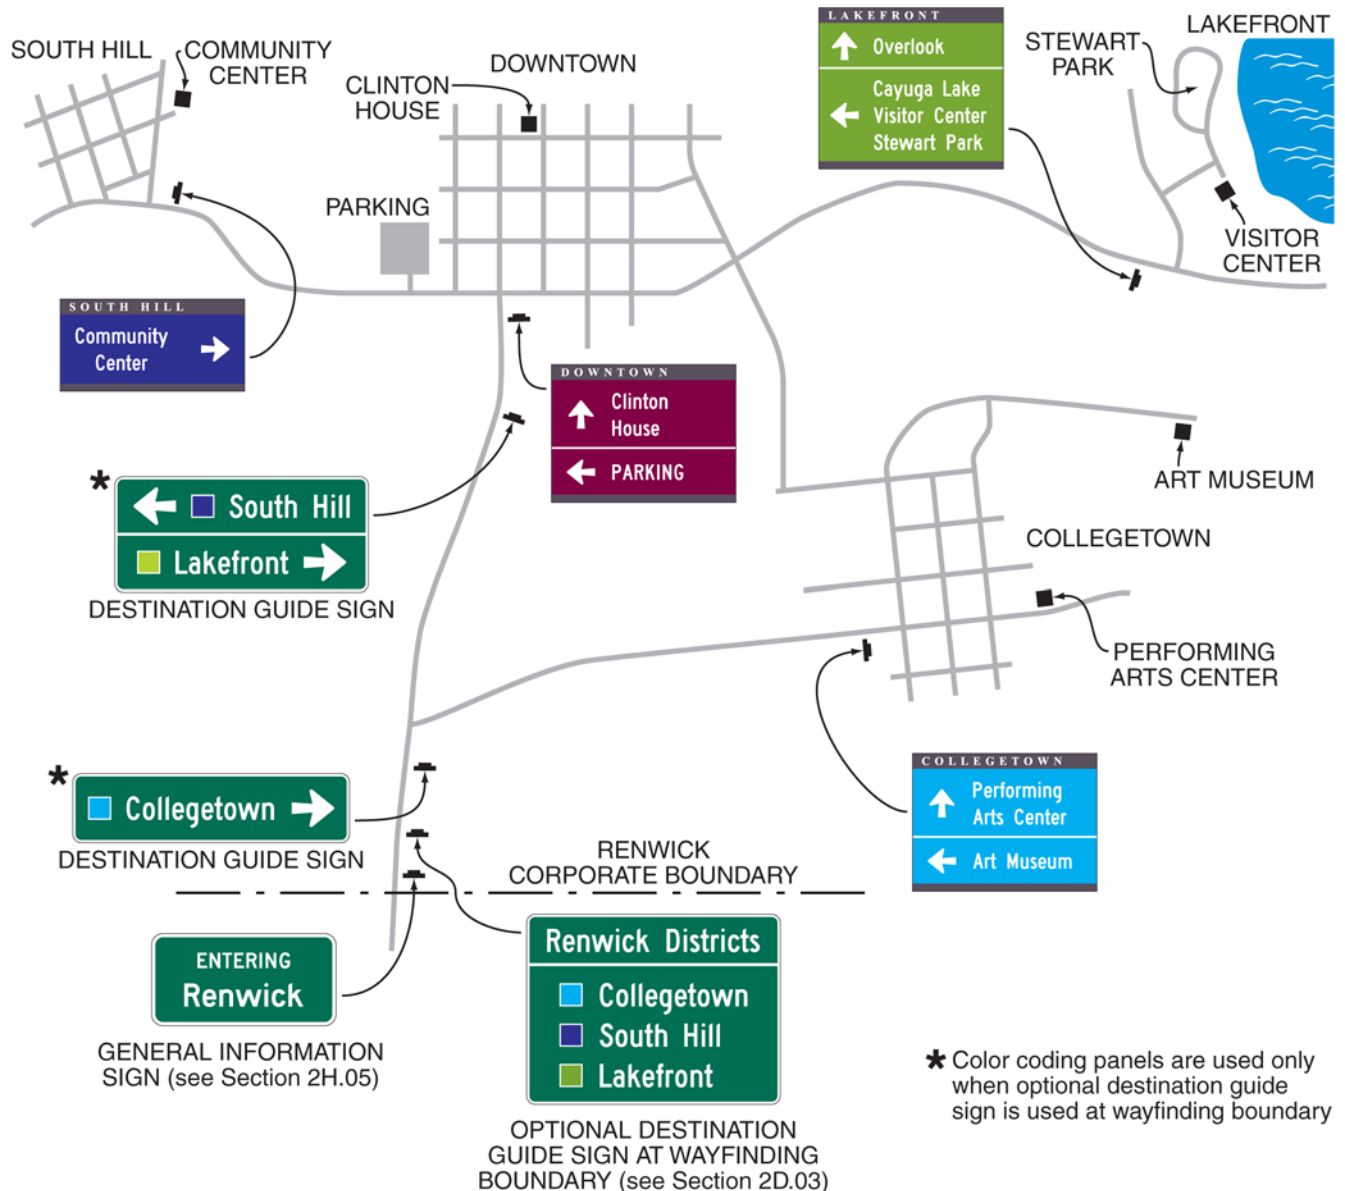 SOUTH HILL
COMMUNITY
CENTER
CLINTON
HOUSE
DOWNTOWN
LAKEFRONT
Overlook
Cayuga Lake
Visitor Center
Stewart Park
STEWART
PARK
LAKEFRONT
PARKING
VISITOR
CENTER
SOUTH HILL
Community
Center
DOWNTOWN
Clinton
House
PARKING
* South Hill
Lakefront
DESTINATION GUIDE SIGN
ART MUSEUM
COLLEGETOWN
PERFORMING
ARTS CENTER
* Collegetown
DESTINATION GUIDE SIGN
COLLEGETOWN
Performing
Arts Center
Art Museum
RENWICK
CORPORATE BOUNDARY
ENTERING
Renwick
GENERAL INFORMATION
SIGN (see Section 2H.05)
Renwick Districts
Collegetown
South Hill
Lakefront
OPTIONAL DESTINATION
GUIDE SIGN AT WAYFINDING
BOUNDARY (see Section 2D.03)
* Color coding panels are used only
when optional destination guide
sign is used at wayfinding boundary